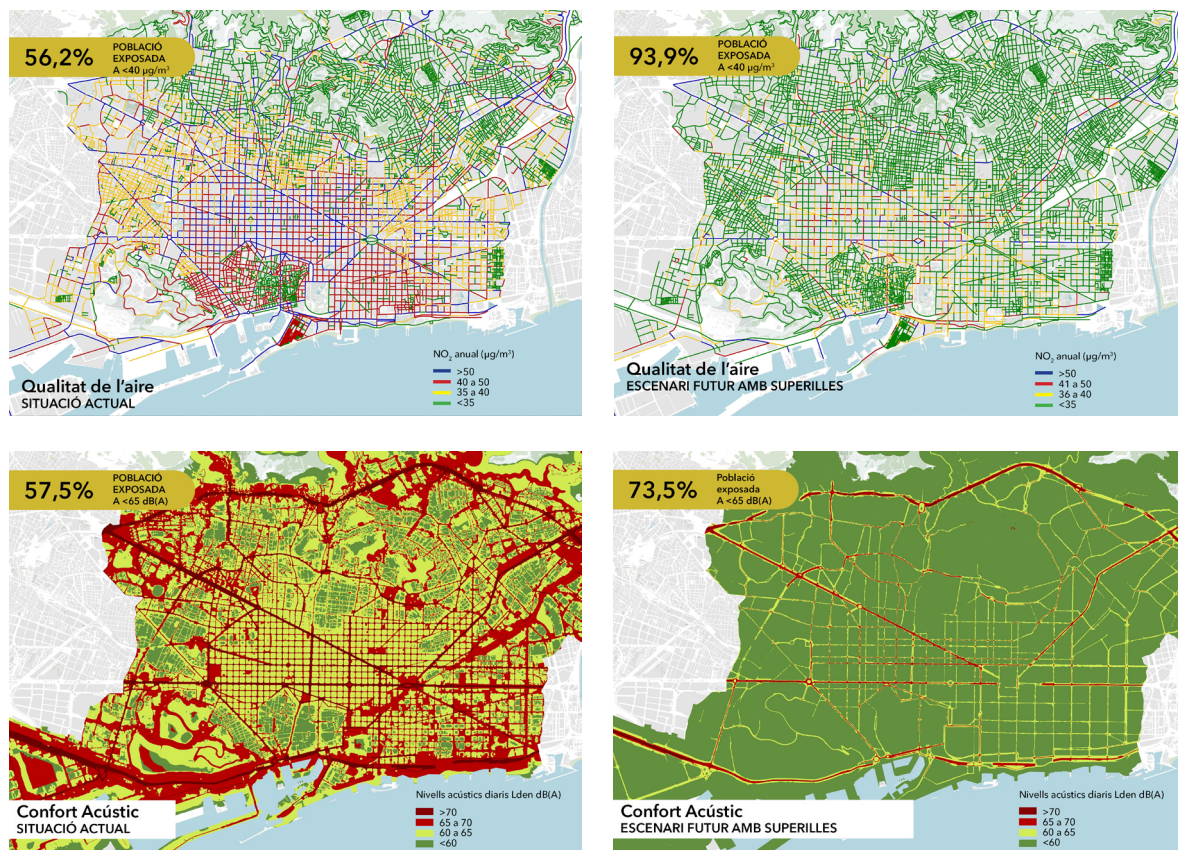 56,2%
POBLACIÓ
EXPOSADA
A <40 µg/m³
NO₂ anual (µg/m³)
>50
40 a 50
35 a 40
<35
Qualitat de l'aire
SITUACIÓ ACTUAL
93,9%
POBLACIÓ
EXPOSADA
A <40 µg/m³
NO₂ anual (µg/m³)
>50
41 a 50
36 a 40
<35
Qualitat de l'aire
ESCENARI FUTUR AMB SUPERILLES
57,5%
POBLACIÓ
EXPOSADA
A <65 dB(A)
Nivells acústics diaris Lden dB(A)
>70
65 a 70
60 a 65
<60
Confort Acústic
SITUACIÓ ACTUAL
73,5%
Població
exposada
A <65 dB(A)
Nivells acústics diaris Lden dB(A)
>70
65 a 70
60 a 65
<60
Confort Acústic
ESCENARI FUTUR AMB SUPERILLES